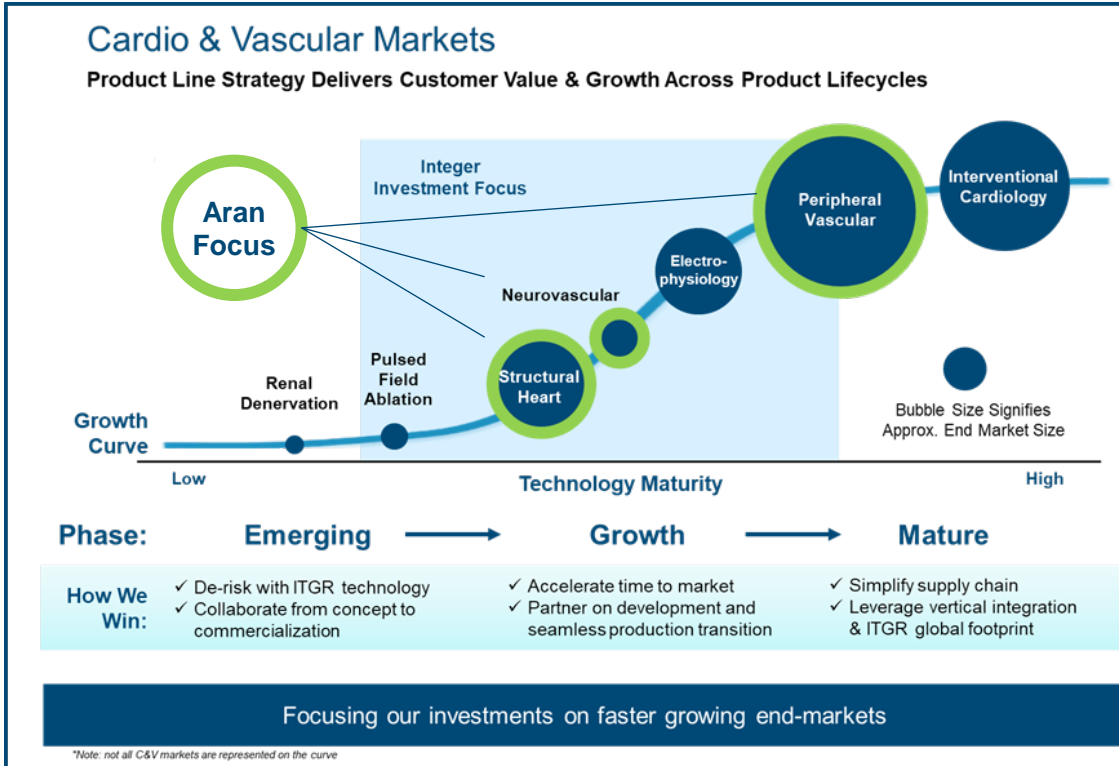 Cardio & Vascular Markets
Product Line Strategy Delivers Customer Value & Growth Across Product Lifecycles
Aran
Focus
Integer
Investment Focus
Peripheral
Vascular
Interventional
Cardiology
Electro-
physiology
Neurovascular
Structural
Heart
Pulsed
Field
Ablation
Renal
Denervation
Bubble Size Signifies
Approx. End Market Size
Growth
Curve
Low
Technology Maturity
High
Phase:
Emerging
Growth
Mature
How We
Win:
✓ De-risk with ITGR technology
✓ Collaborate from concept to
commercialization
✓ Accelerate time to market
✓ Partner on development and
seamless production transition
✓ Simplify supply chain
✓ Leverage vertical integration
& ITGR global footprint
Focusing our investments on faster growing end-markets
*Note: not all C&V markets are represented on the curve